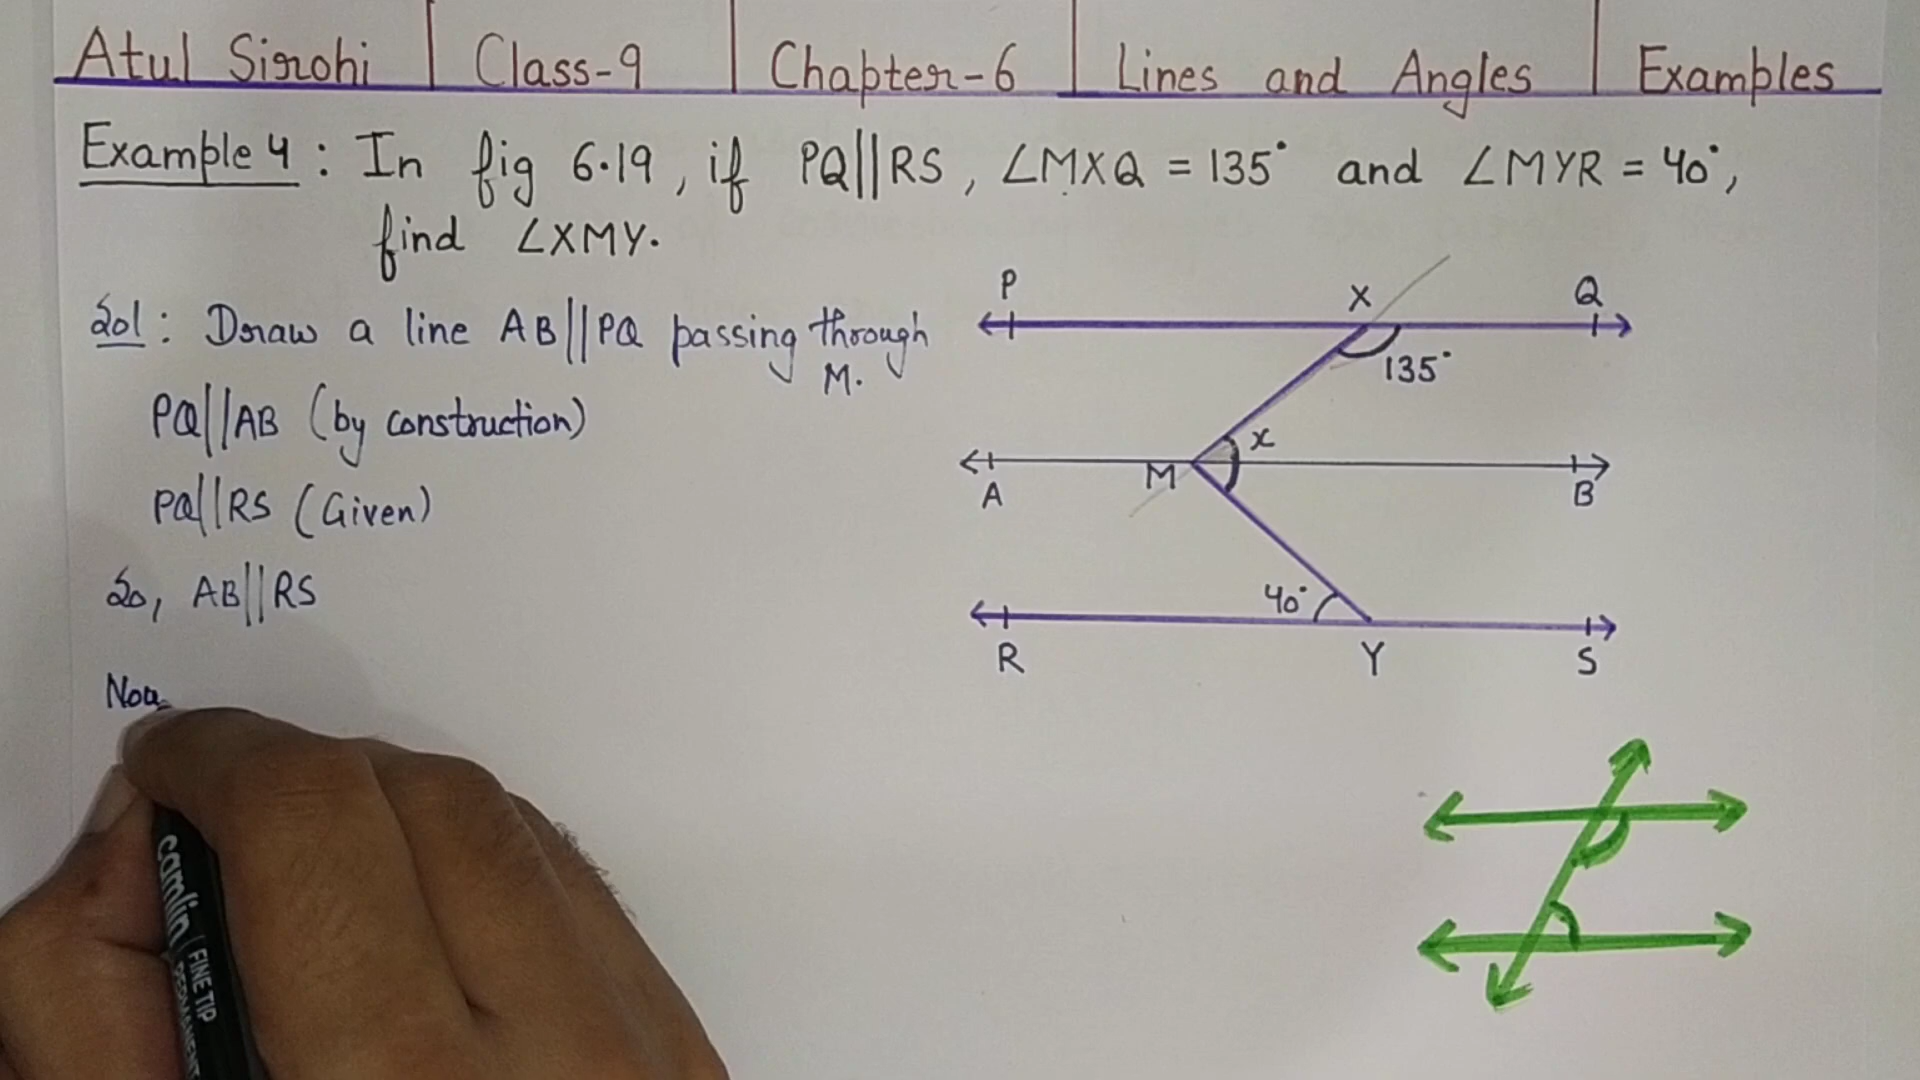 Atul Sirohi | Class-9 | Chapter-6 | Lines and Angles | Examples
Example 4 : In fig 6.19, if PQ||RS, ∠MXQ = 135° and ∠MYR = 40°,
find ∠XMY.
Sol : Draw a line AB||PQ passing through
M.
PQ||AB (by construction)
PQ||RS (Given)
So, AB||RS
Now
P X Q
135°
x
M
A B
40°
R Y S
camlin FINE TIP
PERMANENT